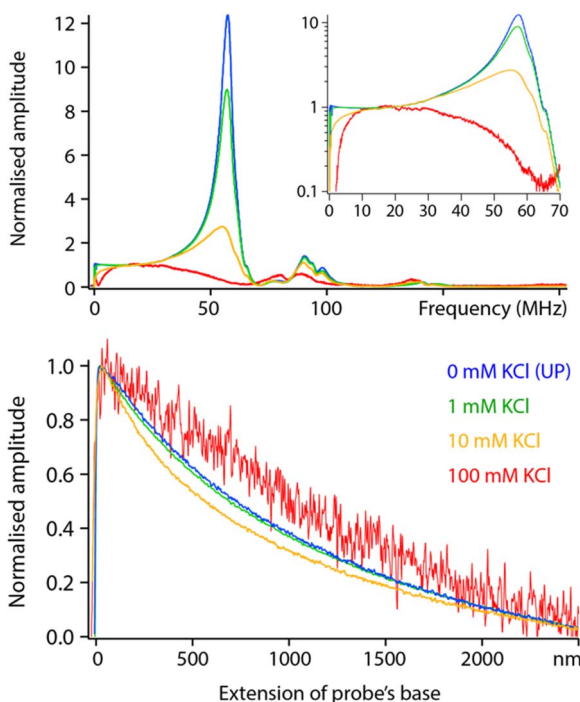 Normalised amplitude
12
10
8
6
4
2
0
0
50
100
Frequency (MHz)
10
1
0.1
0 10 20 30 40 50 60 70
Normalised amplitude
1.0
0.8
0.6
0.4
0.2
0.0
0 mM KCl (UP)
1 mM KCl
10 mM KCl
100 mM KCl
0 500 1000 1500 2000 nm
Extension of probe's base